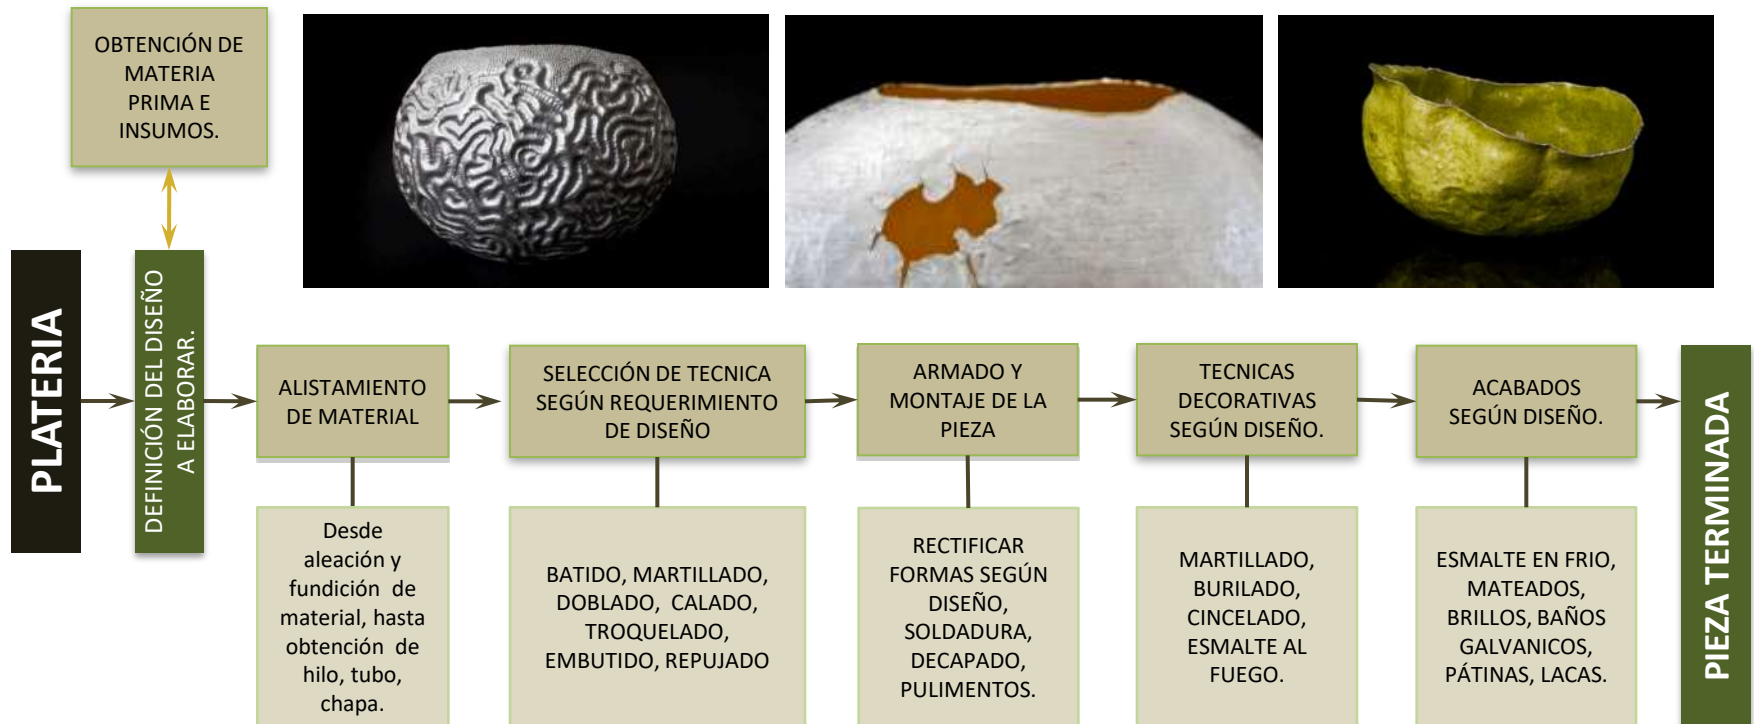 OBTENCIÓN DE
MATERIA
PRIMA E
INSUMOS.
PLATERIA
DEFINICIÓN DEL DISEÑO
A ELABORAR.
ALISTAMIENTO
DE MATERIAL
SELECCIÓN DE TECNICA
SEGÚN REQUERIMIENTO
DE DISEÑO
ARMADO Y
MONTAJE DE LA
PIEZA
TECNICAS
DECORATIVAS
SEGÚN DISEÑO.
ACABADOS
SEGÚN DISEÑO.
PIEZA TERMINADA
Desde
aleación y
fundición de
material, hasta
obtención de
hilo, tubo,
chapa.
BATIDO, MARTILLADO,
DOBLADO, CALADO,
TROQUELADO,
EMBUTIDO, REPUJADO
RECTIFICAR
FORMAS SEGÚN
DISEÑO,
SOLDADURA,
DECAPADO,
PULIMENTOS.
MARTILLADO,
BURILADO,
CINCELADO,
ESMALTE AL
FUEGO.
ESMALTE EN FRIO,
MATEADOS,
BRILLOS, BAÑOS
GALVANICOS,
PÁTINAS, LACAS.